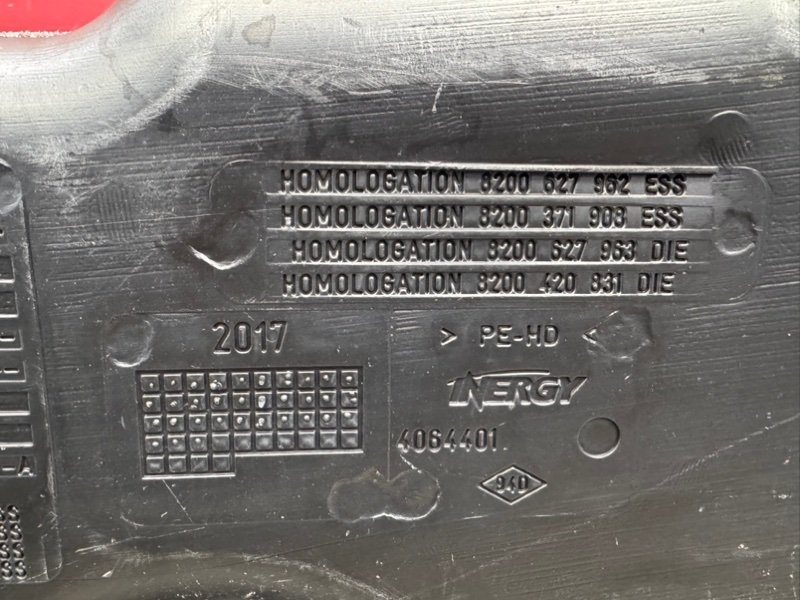 HOMOLOGATION 8200 627 962 ESS
HOMOLOGATION 8200 371 908 ESS
HOMOLOGATION 8200 627 963 DIE
HOMOLOGATION 8200 420 831 DIE
2017
> PE-HD <
INERGY
4064401
94D
-A